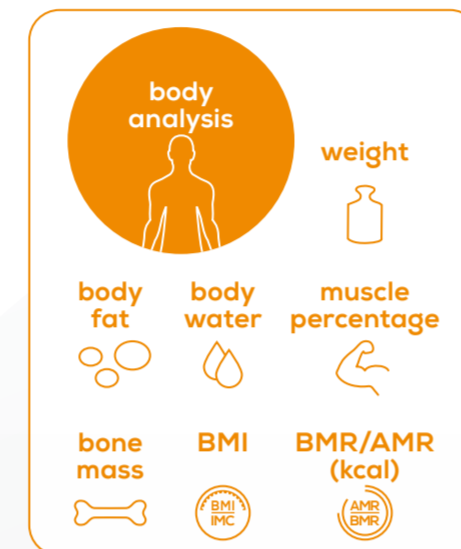 body
analysis
weight
body
fat
body
water
muscle
percentage
bone
mass
BMI
BMI
IMC
BMR/AMR
(kcal)
AMR
BMR